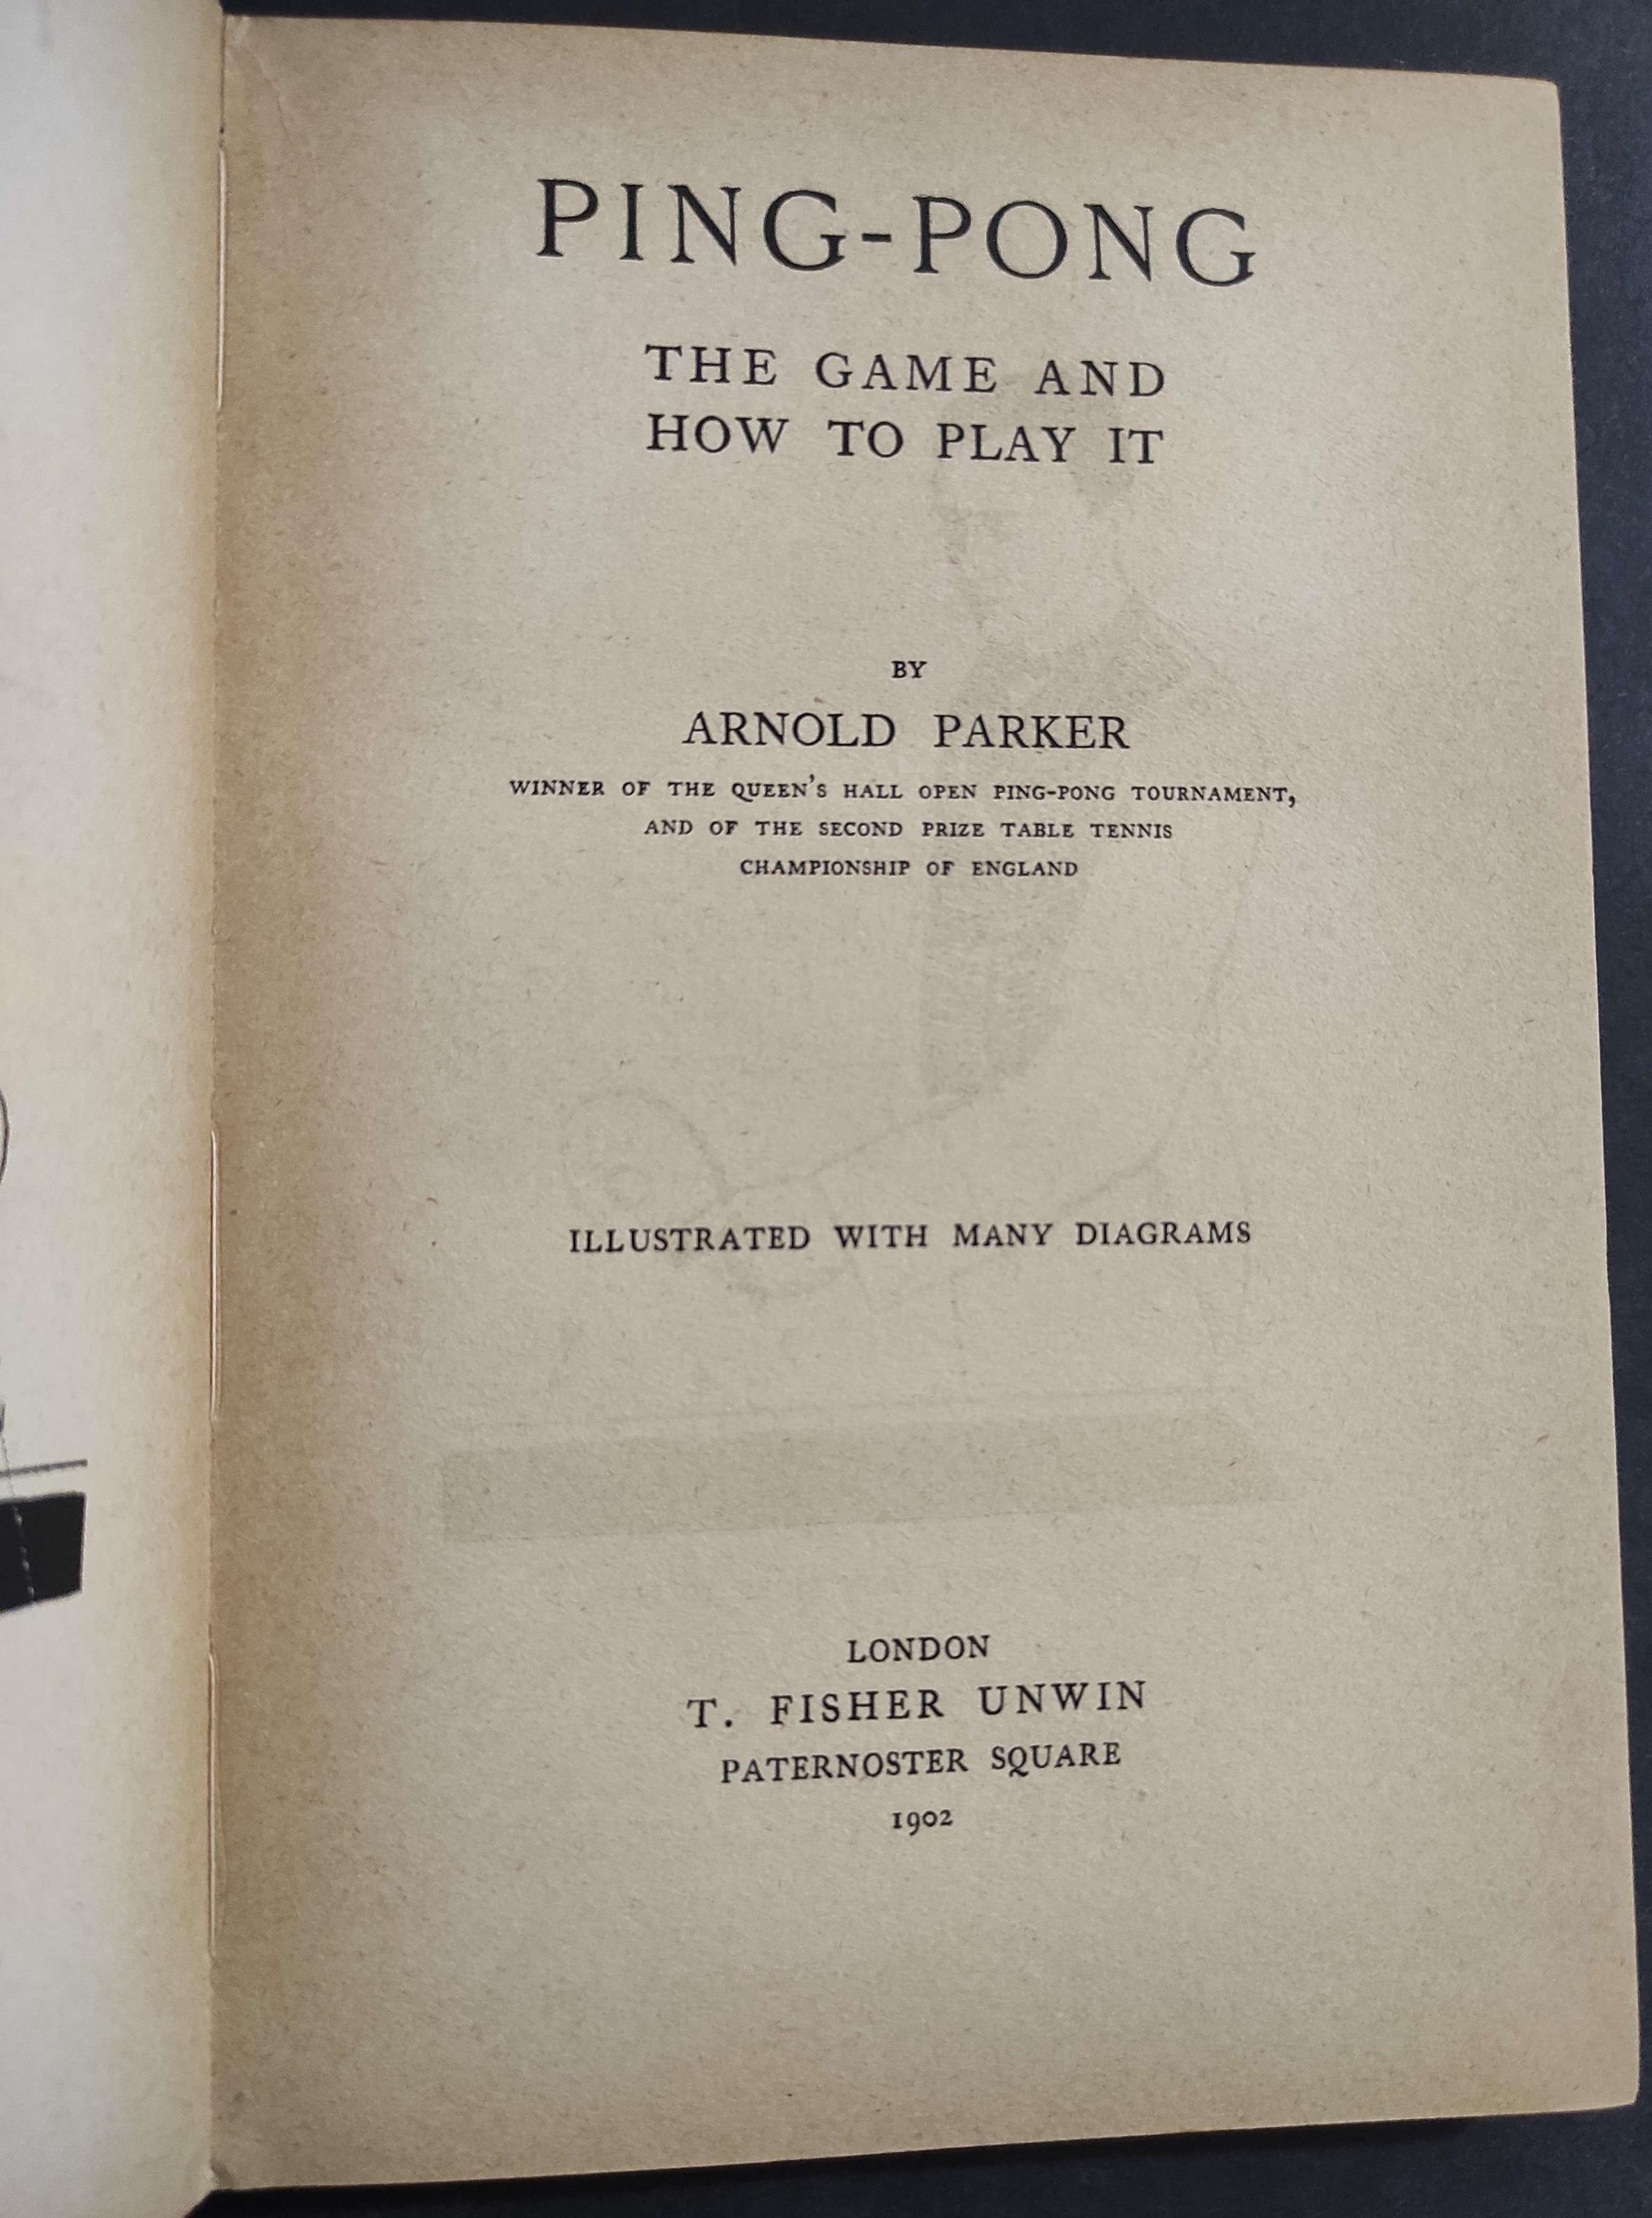 PING-PONG
THE GAME AND
HOW TO PLAY IT
BY
ARNOLD PARKER
WINNER OF THE QUEEN'S HALL OPEN PING-PONG TOURNAMENT,
AND OF THE SECOND PRIZE TABLE TENNIS
CHAMPIONSHIP OF ENGLAND
ILLUSTRATED WITH MANY DIAGRAMS
LONDON
T. FISHER UNWIN
PATERNOSTER SQUARE
1902